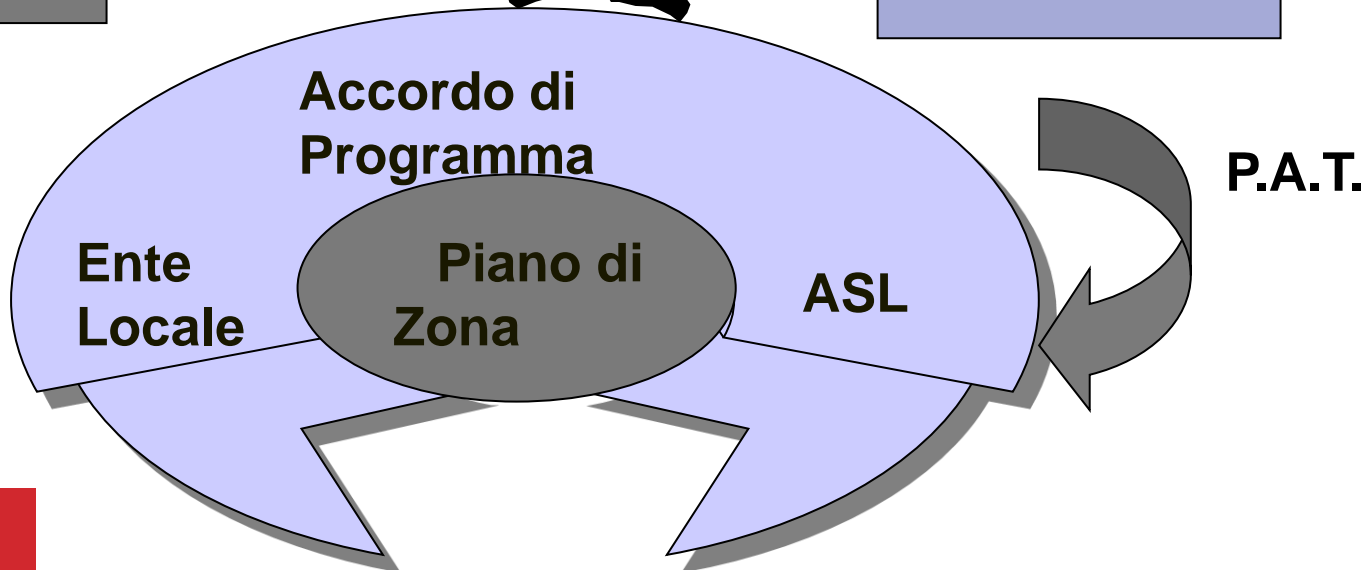 Accordo di
Programma
P.A.T.
Ente
Locale
Piano di
Zona
ASL